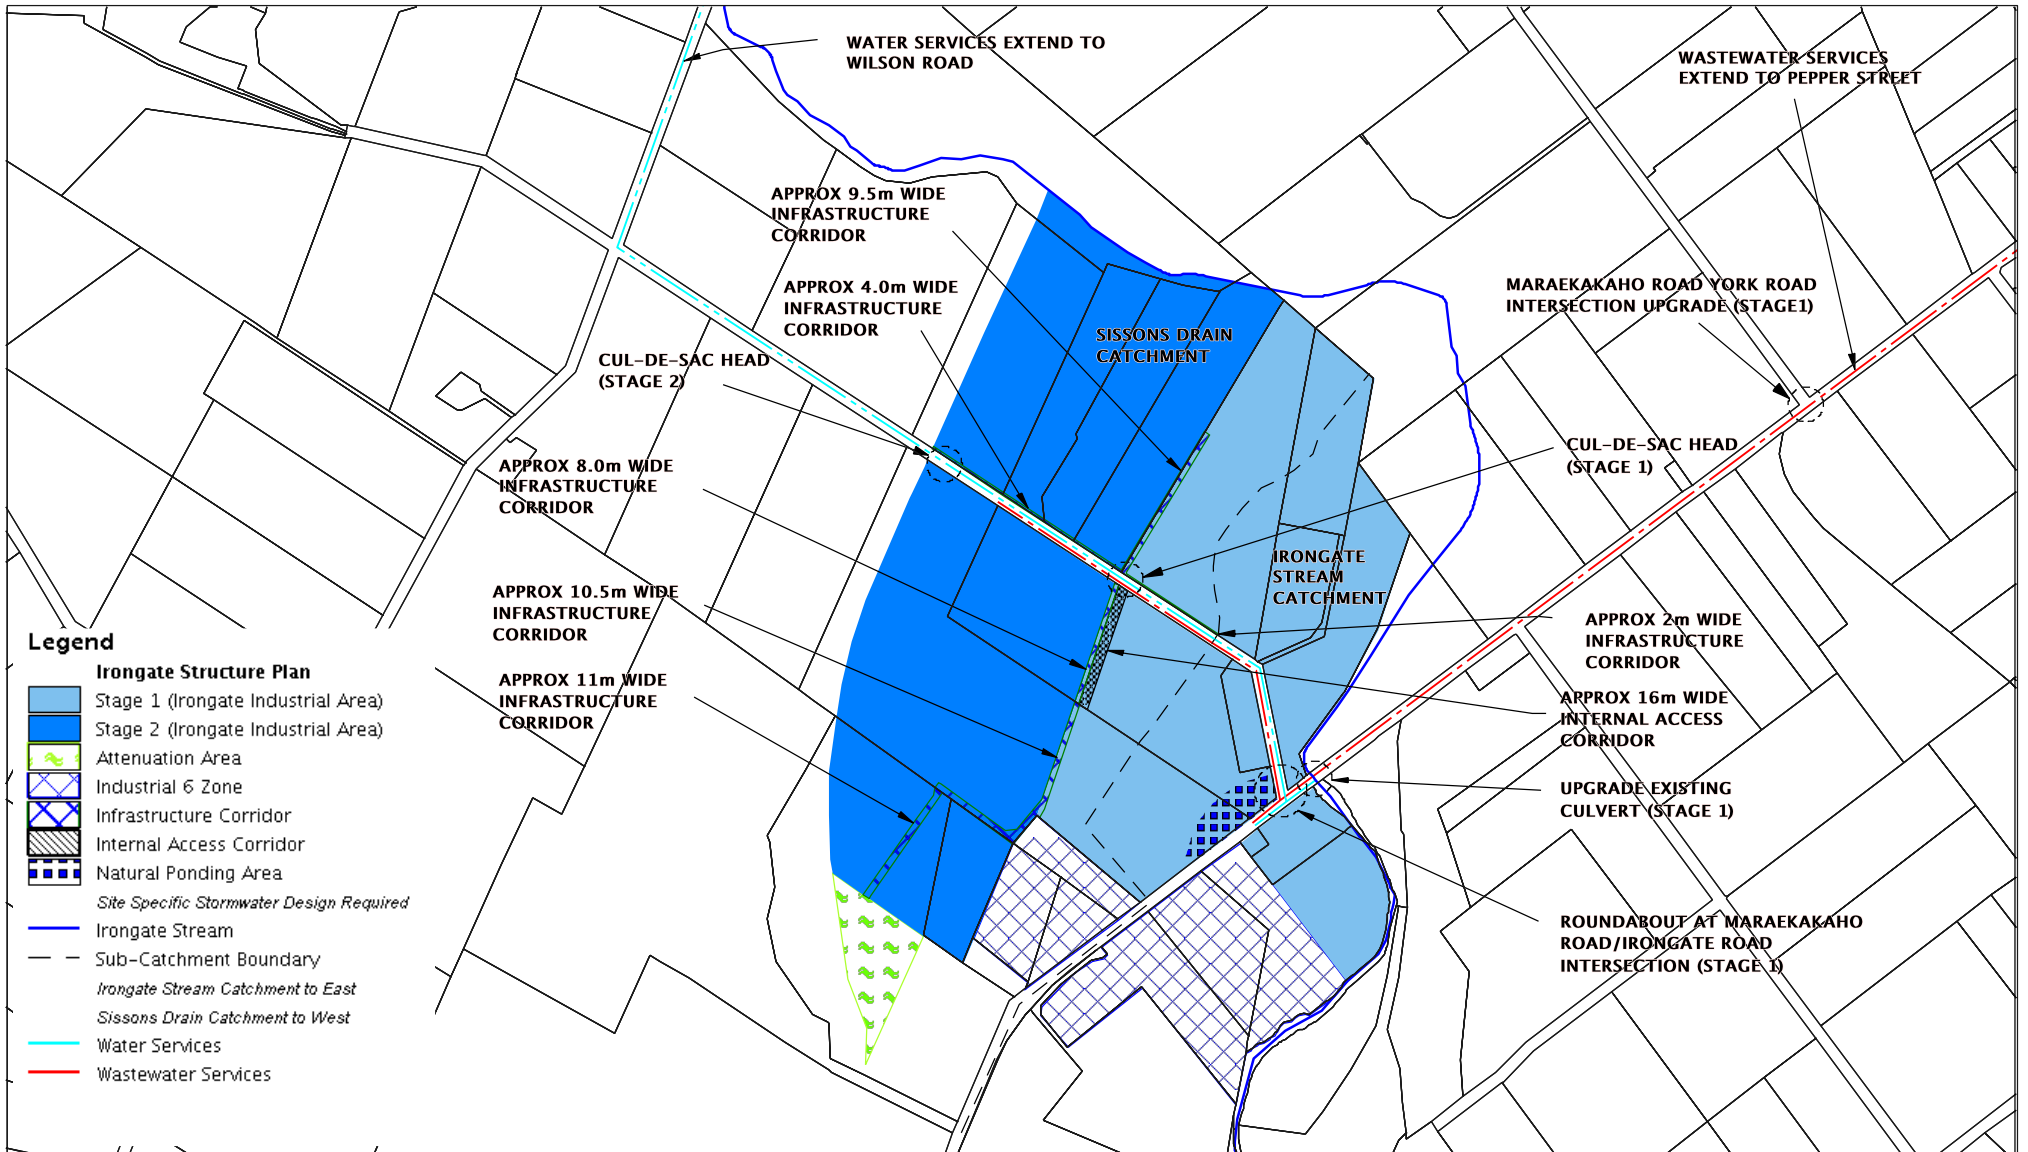 WATER SERVICES EXTEND TO
WILSON ROAD
WASTEWATER SERVICES
EXTEND TO PEPPER STREET
APPROX 9.5m WIDE
INFRASTRUCTURE
CORRIDOR
APPROX 4.0m WIDE
INFRASTRUCTURE
CORRIDOR
MARAEKAKAHO ROAD YORK ROAD
INTERSECTION UPGRADE (STAGE1)
SISSONS DRAIN
CATCHMENT
CUL-DE-SAC HEAD
(STAGE 2)
CUL-DE-SAC HEAD
(STAGE 1)
APPROX 8.0m WIDE
INFRASTRUCTURE
CORRIDOR
IRONGATE
STREAM
CATCHMENT
APPROX 10.5m WIDE
INFRASTRUCTURE
CORRIDOR
APPROX 2m WIDE
INFRASTRUCTURE
CORRIDOR
APPROX 11m WIDE
INFRASTRUCTURE
CORRIDOR
APPROX 16m WIDE
INTERNAL ACCESS
CORRIDOR
UPGRADE EXISTING
CULVERT (STAGE 1)
ROUNDABOUT AT MARAEKAKAHO
ROAD/IRONGATE ROAD
INTERSECTION (STAGE 1)
Legend
Irongate Structure Plan
Stage 1 (Irongate Industrial Area)
Stage 2 (Irongate Industrial Area)
Attenuation Area
Industrial 6 Zone
Infrastructure Corridor
Internal Access Corridor
Natural Ponding Area
Site Specific Stormwater Design Required
Irongate Stream
Sub-Catchment Boundary
Irongate Stream Catchment to East
Sissons Drain Catchment to West
Water Services
Wastewater Services